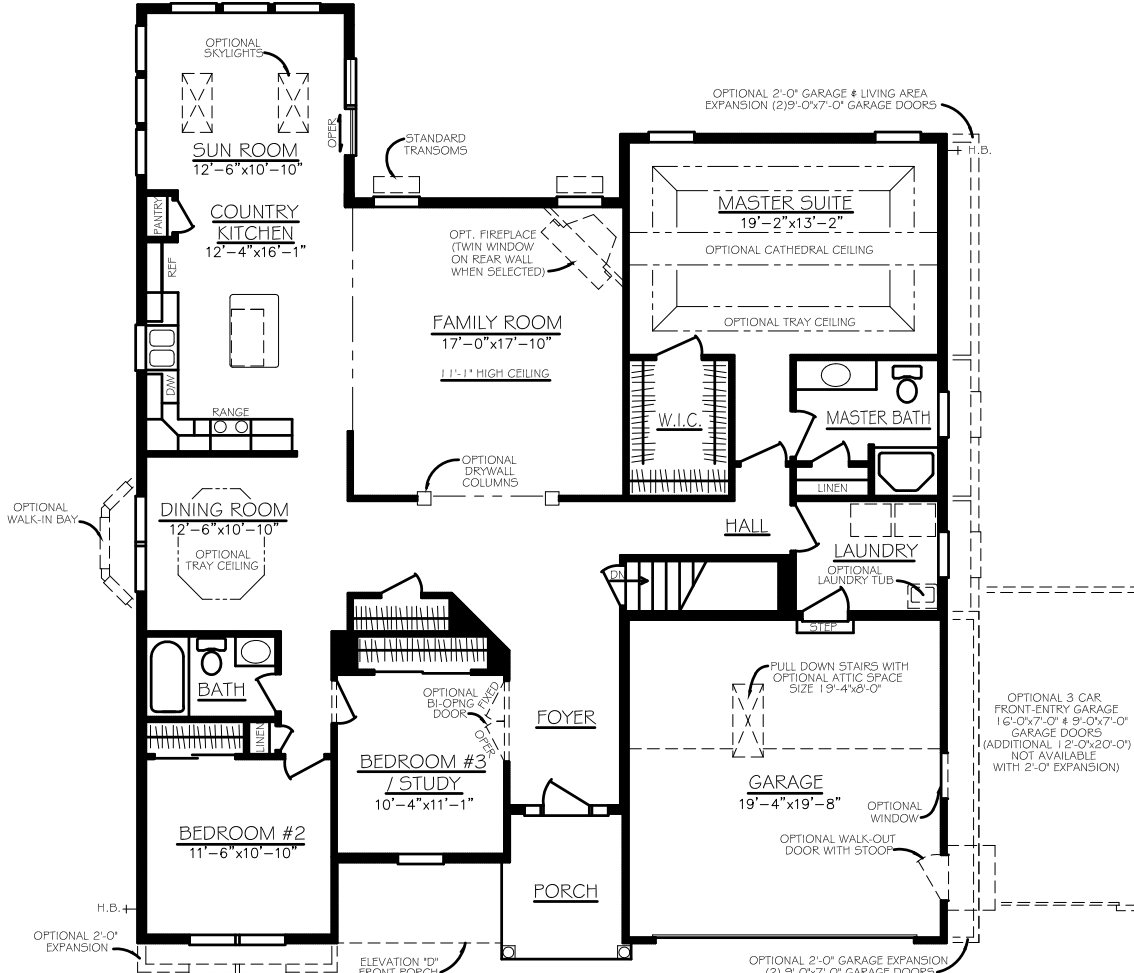 OPTIONAL
SKYLIGHTS
SUN ROOM
12'-6"x10'-10"
OPER
STANDARD
TRANSOMS
OPTIONAL 2'-0" GARAGE & LIVING AREA
EXPANSION (2)9'-0"x7'-0" GARAGE DOORS
H.B.
PANTRY
COUNTRY
KITCHEN
12'-4"x16'-1"
REF
D/W
RANGE
OPT. FIREPLACE
(TWIN WINDOW
ON REAR WALL
WHEN SELECTED)
FAMILY ROOM
17'-0"x17'-10"
11'-1" HIGH CEILING
MASTER SUITE
19'-2"x13'-2"
OPTIONAL CATHEDRAL CEILING
OPTIONAL TRAY CEILING
W.I.C.
MASTER BATH
LINEN
OPTIONAL
DRYWALL
COLUMNS
OPTIONAL
WALK-IN BAY
DINING ROOM
12'-6"x10'-10"
OPTIONAL
TRAY CEILING
HALL
LAUNDRY
OPTIONAL
LAUNDRY TUB
DN
STEP
BATH
LINEN
OPTIONAL
BI-OPNG
DOOR
FIXED
OPER
FOYER
BEDROOM #3
/ STUDY
10'-4"x11'-1"
PULL DOWN STAIRS WITH
OPTIONAL ATTIC SPACE
SIZE 19'-4"x8'-0"
GARAGE
19'-4"x19'-8"
OPTIONAL 3 CAR
FRONT-ENTRY GARAGE
16'-0"x7'-0" & 9'-0"x7'-0"
GARAGE DOORS
(ADDITIONAL 12'-0"x20'-0")
NOT AVAILABLE
WITH 2'-0" EXPANSION)
OPTIONAL
WINDOW
OPTIONAL WALK-OUT
DOOR WITH STOOP
BEDROOM #2
11'-6"x10'-10"
PORCH
H.B.
OPTIONAL 2'-0"
EXPANSION
ELEVATION "D"
FRONT PORCH
OPTIONAL 2'-0" GARAGE EXPANSION
(2) 9'-0"x7'-0" GARAGE DOORS